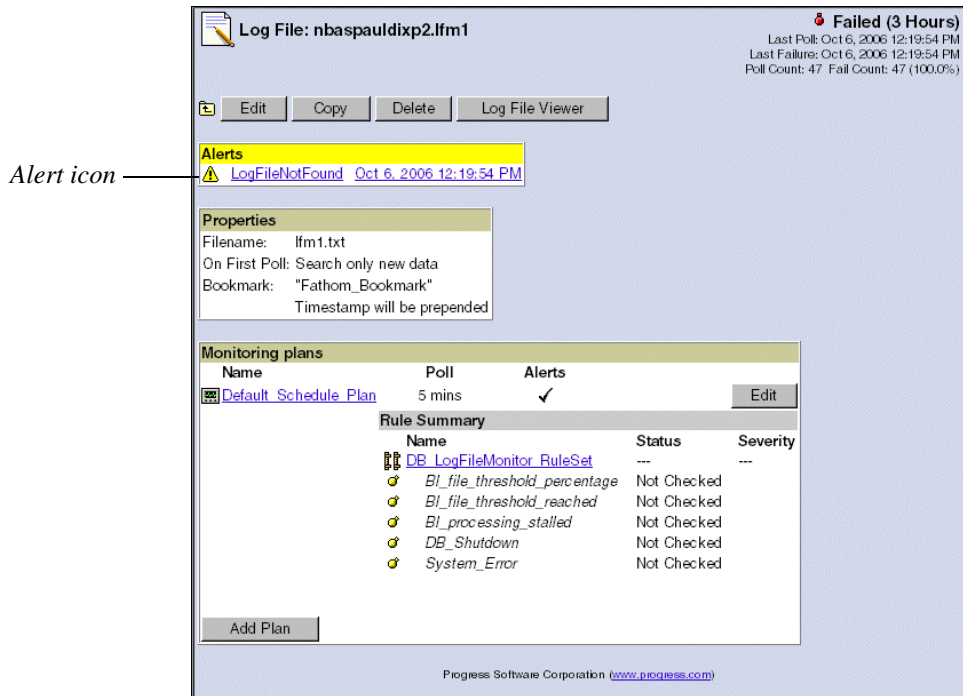 Log File: nbaspauldixp2.lfm1
Failed (3 Hours)
Last Poll: Oct 6, 2006 12:19:54 PM
Last Failure: Oct 6, 2006 12:19:54 PM
Poll Count: 47 Fail Count: 47 (100.0%)
Edit Copy Delete Log File Viewer
Alerts
Alert icon
LogFileNotFound Oct 6, 2006 12:19:54 PM
Properties
Filename: lfm1.txt
On First Poll: Search only new data
Bookmark: "Fathom_Bookmark"
Timestamp will be prepended
Monitoring plans
Name Poll Alerts
Default_Schedule_Plan 5 mins Edit
Rule Summary
Name Status Severity
DB_LogFileMonitor_RuleSet --- ---
BI_file_threshold_percentage Not Checked
BI_file_threshold_reached Not Checked
BI_processing_stalled Not Checked
DB_Shutdown Not Checked
System_Error Not Checked
Add Plan
Progress Software Corporation (www.progress.com)